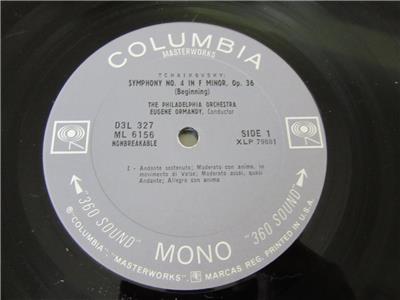 COLUMBIA
MASTERWORKS
TCHAIKOVSKY:
SYMPHONY NO. 4 IN F MINOR, Op. 36
(Beginning)
THE PHILADELPHIA ORCHESTRA
EUGENE ORMANDY, Conductor
D3L 327
ML 6156
NONBREAKABLE
SIDE 1
XLP 79881
I - Andante sostenuto; Moderato con anima, in
movimento di Valse; Moderato assai, quasi
Andante; Allegro con anima
"360 SOUND" MONO "360 SOUND"
® "COLUMBIA", "MASTERWORKS", MARCAS REG. PRINTED IN U.S.A.